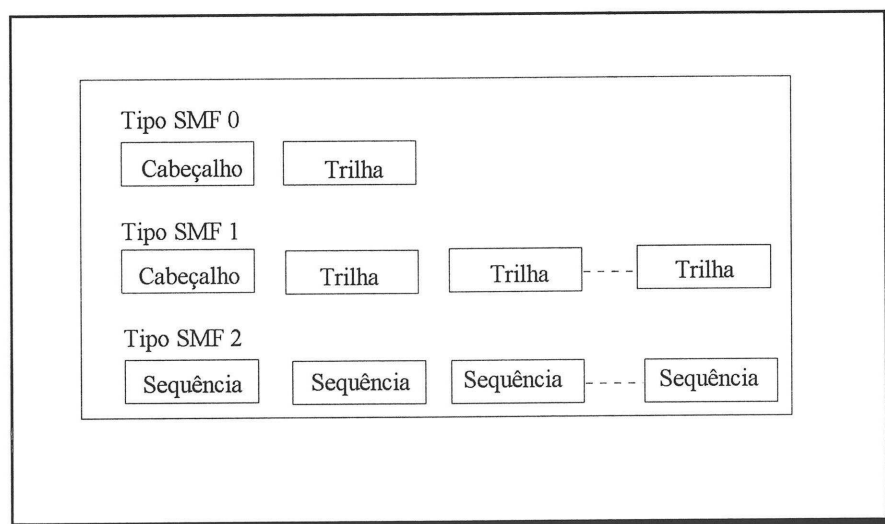 Tipo SMF 0
Cabeçalho Trilha
Tipo SMF 1
Cabeçalho Trilha Trilha Trilha
Tipo SMF 2
Sequência Sequência Sequência Sequência